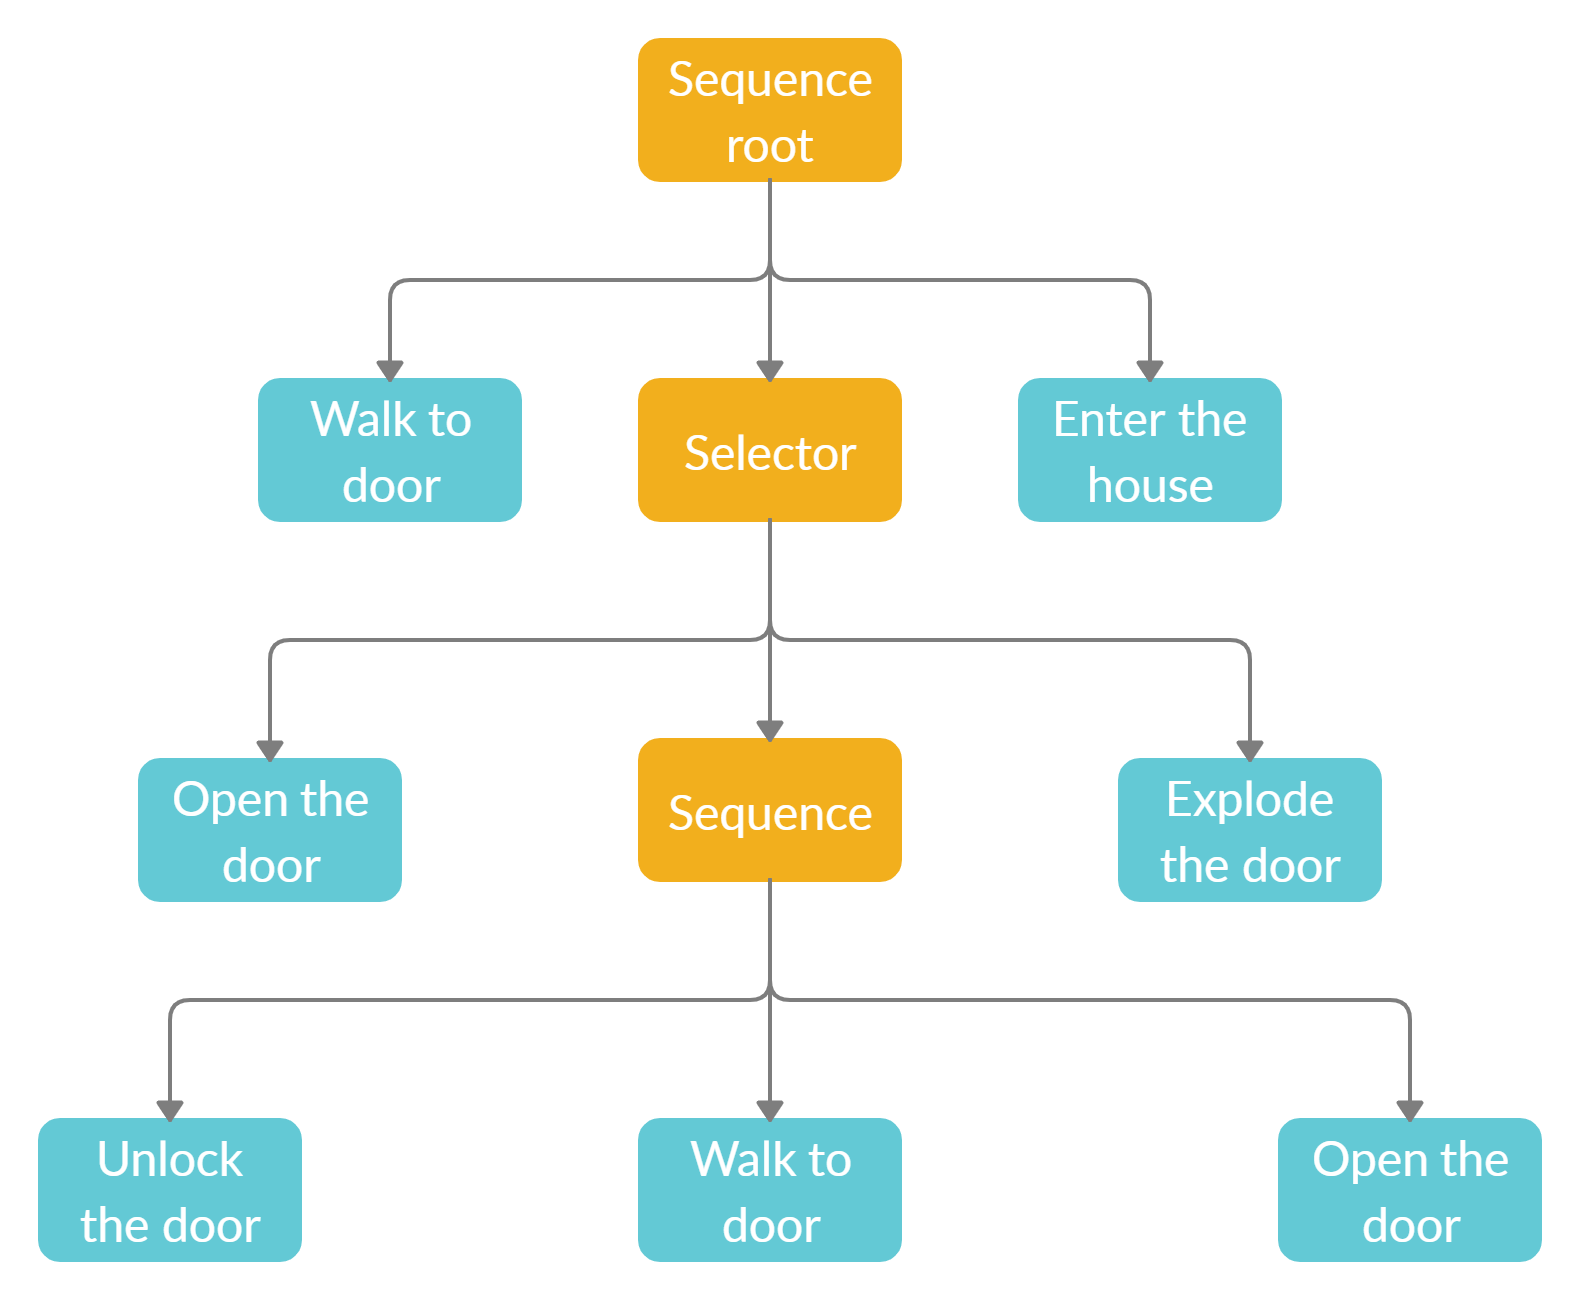 Sequence
root
Walk to
door
Selector
Enter the
house
Open the
door
Sequence
Explode
the door
Unlock
the door
Walk to
door
Open the
door